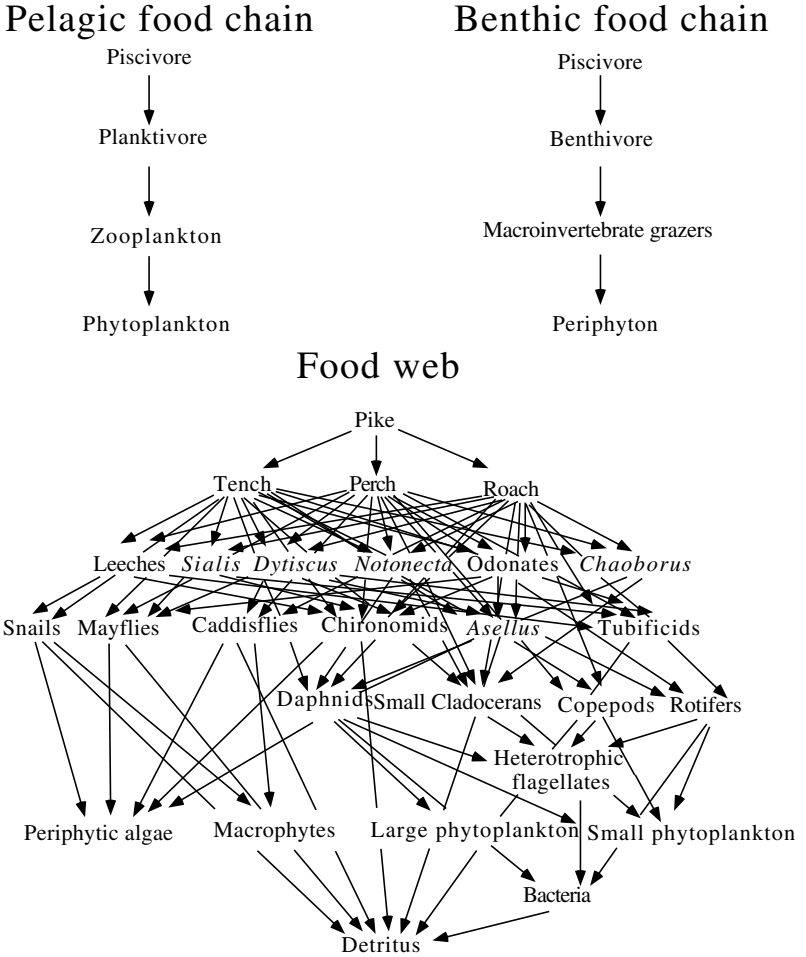 Pelagic food chain
Benthic food chain
Piscivore
Piscivore
Planktivore
Benthivore
Zooplankton
Macroinvertebrate grazers
Phytoplankton
Periphyton
Food web
Pike
Tench Perch Roach
Leeches Sialis Dytiscus Notonecta Odonates Chaoborus
Snails Mayflies Caddisflies Chironomids Asellus Tubificids
Daphnids Small Cladocerans Copepods Rotifers
Heterotrophic
flagellates
Periphytic algae Macrophytes Large phytoplankton Small phytoplankton
Bacteria
Detritus